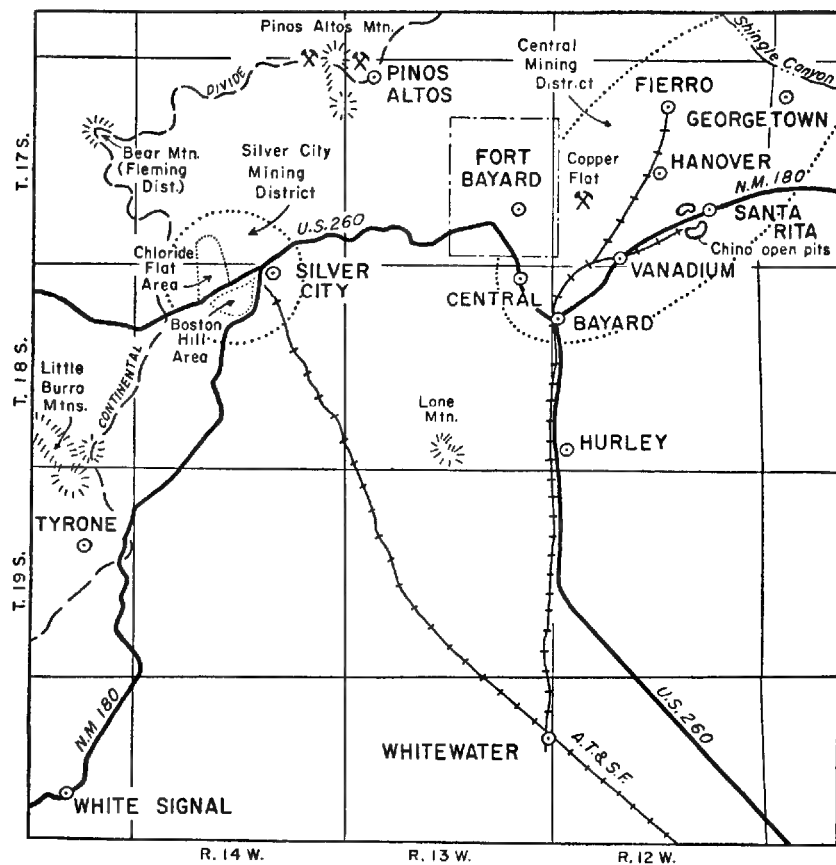 Pinos Altos Mtn.
PINOS
ALTOS
DIVIDE
Bear Mtn.
(Fleming
Dist.)
Silver City
Mining
District
Central
Mining
District
Shingle Canyon
FIERRO
GEORGETOWN
FORT
BAYARD
Copper
Flat
HANOVER
N.M. 180
SANTA
RITA
Chino open pits
VANADIUM
U.S. 260
Chloride
Flat
Area
SILVER
CITY
Boston
Hill
Area
CENTRAL
BAYARD
Little
Burro
Mtns.
CONTINENTAL
Lone
Mtn.
HURLEY
TYRONE
N.M 180
WHITE SIGNAL
WHITEWATER
A.T.& S.F.
U.S. 260
T. 17 S.
T. 18 S.
T. 19 S.
R. 14 W.
R. 13 W.
R. 12 W.